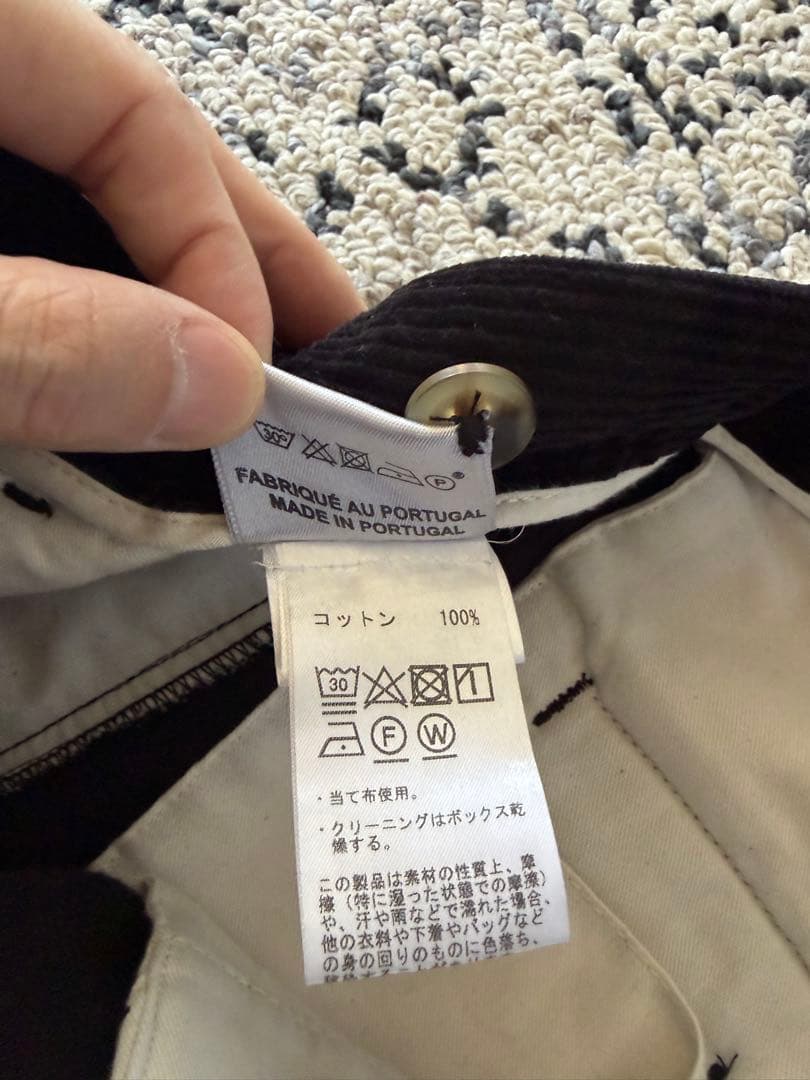 30°
P
FABRIQUÉ AU PORTUGAL
MADE IN PORTUGAL
コットン 100%
30
F W
・当て布使用。
・クリーニングはボックス乾
燥する。
この製品は素材の性質上、摩
擦(特に湿った状態での摩擦)
や、汗や雨などで濡れた場合、
他の衣料や下着やバッグなど
の身の回りのものに色落ち、